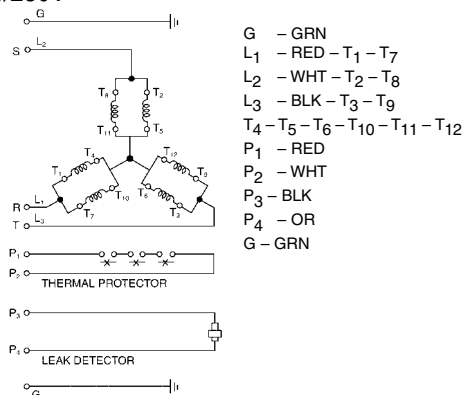 G
S L₂
T₈ T₂
T₁₁ T₅
T₄ T₁₂
T₁ T₉
T₁₀ T₆
R L₁ T₇ T₃
T L₃
P₁
P₂
THERMAL PROTECTOR
P₃
P₄
LEAK DETECTOR
G
G – GRN
L₁ – RED – T₁ – T₇
L₂ – WHT – T₂ – T₈
L₃ – BLK – T₃ – T₉
T₄ – T₅ – T₆ – T₁₀ – T₁₁ – T₁₂
P₁ – RED
P₂ – WHT
P₃ – BLK
P₄ – OR
G – GRN